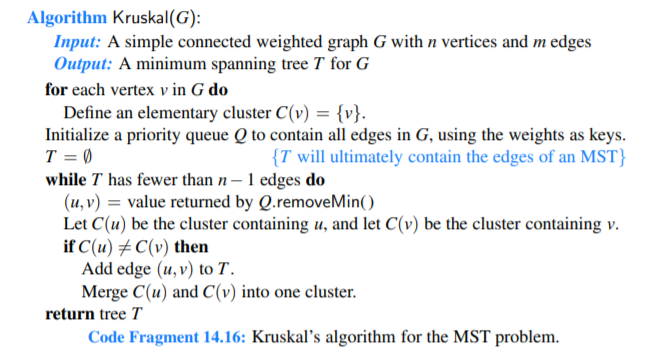 Algorithm Kruskal(G):
Input: A simple connected weighted graph G with n vertices and m edges
Output: A minimum spanning tree T for G
for each vertex v in G do
Define an elementary cluster C(v) = {v}.
Initialize a priority queue Q to contain all edges in G, using the weights as keys.
T = ∅ {T will ultimately contain the edges of an MST}
while T has fewer than n − 1 edges do
(u,v) = value returned by Q.removeMin()
Let C(u) be the cluster containing u, and let C(v) be the cluster containing v.
if C(u) ≠ C(v) then
Add edge (u,v) to T.
Merge C(u) and C(v) into one cluster.
return tree T
Code Fragment 14.16: Kruskal's algorithm for the MST problem.